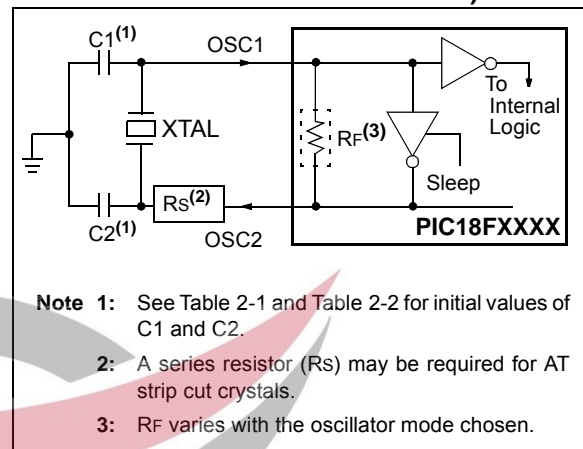 C1(1)
OSC1
To
Internal
Logic
XTAL
RF(3)
Sleep
C2(1)
RS(2)
OSC2
PIC18FXXXX
Note 1: See Table 2-1 and Table 2-2 for initial values of
C1 and C2.
2: A series resistor (RS) may be required for AT
strip cut crystals.
3: RF varies with the oscillator mode chosen.